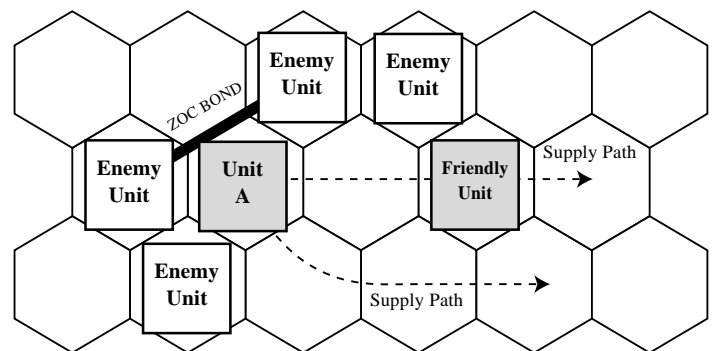 Enemy
Unit
Enemy
Unit
ZOC BOND
Enemy
Unit
Unit
A
Friendly
Unit
Supply Path
Enemy
Unit
Supply Path